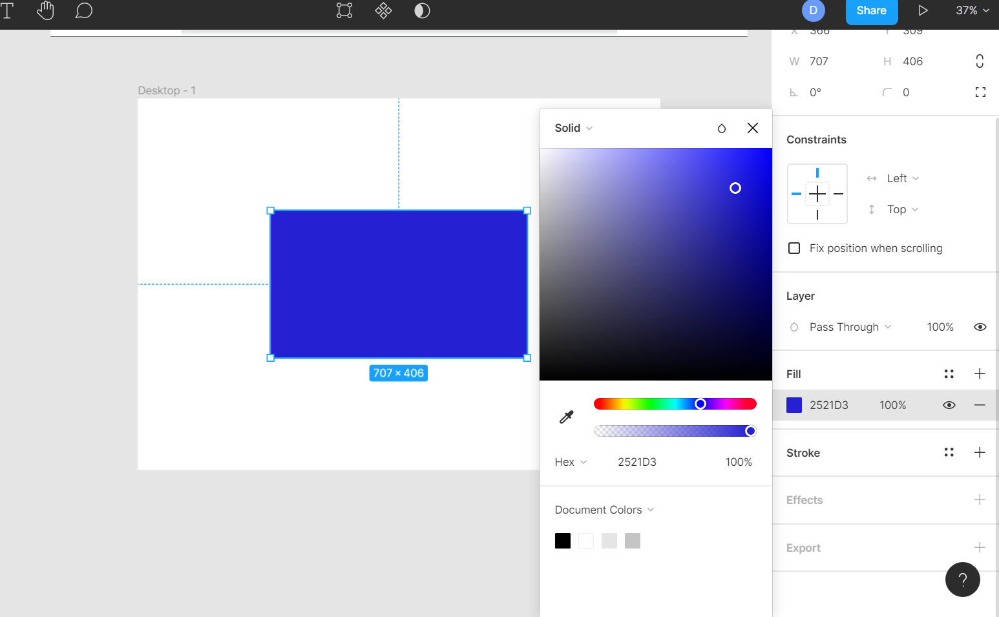 T
D
Share
37%
X 366 Y 309
W 707 H 406
0° 0
Desktop - 1
707 × 406
Solid
Hex 2521D3 100%
Document Colors
Constraints
Left
Top
Fix position when scrolling
Layer
Pass Through 100%
Fill
2521D3 100%
Stroke
Effects
Export
?